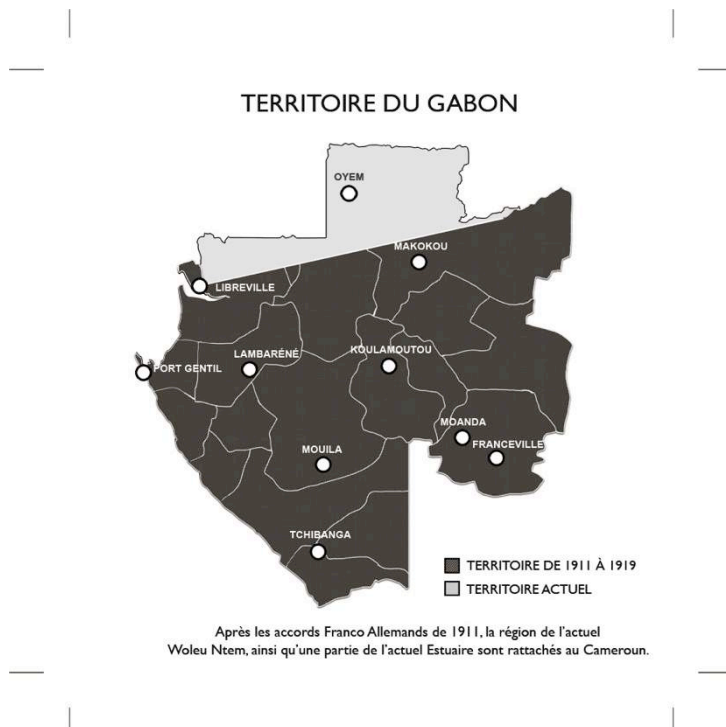 TERRITOIRE DU GABON
OYEM
MAKOKOU
LIBREVILLE
LAMBARÉNÉ
KOULAMOUTOU
PORT GENTIL
MOANDA
FRANCEVILLE
MOUILA
TCHIBANGA
TERRITOIRE DE 1911 À 1919
TERRITOIRE ACTUEL
Après les accords Franco Allemands de 1911, la région de l'actuel
Woleu Ntem, ainsi qu'une partie de l'actuel Estuaire sont rattachés au Cameroun.